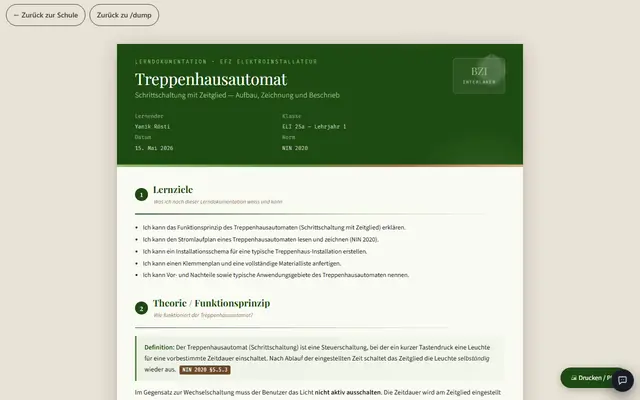 ← Zurück zur Schule
Zurück zu /dump
LERNDOKUMENTATION · EFZ ELEKTROINSTALLATEUR
Treppenhausautomat
Schrittschaltung mit Zeitglied — Aufbau, Zeichnung und Beschrieb
BZI
INTERLAKEN
Lernender
Klasse
Yanik Rösti
ELI 25a – Lehrjahr 1
Datum
Norm
15. Mai 2026
NIN 2020
1
Lernziele
Was ich nach dieser Lerndokumentation weiss und kann
• Ich kann das Funktionsprinzip des Treppenhausautomaten (Schrittschaltung mit Zeitglied) erklären.
• Ich kann den Stromlaufplan eines Treppenhausautomaten lesen und zeichnen (NIN 2020).
• Ich kann ein Installationsschema für eine typische Treppenhaus-Installation erstellen.
• Ich kann einen Klemmenplan und eine vollständige Materialliste anfertigen.
• Ich kann Vor- und Nachteile sowie typische Anwendungsgebiete des Treppenhausautomaten nennen.
2
Theorie / Funktionsprinzip
Wie funktioniert der Treppenhausautomat?
Definition: Der Treppenhausautomat (Schrittschaltung) ist eine Steuerschaltung, bei der ein kurzer Tastendruck eine Leuchte
für eine vorbestimmte Zeitdauer einschaltet. Nach Ablauf der eingestellten Zeit schaltet das Zeitglied die Leuchte selbständig
wieder aus. NIN 2020 §5.5.3
Im Gegensatz zur Wechselschaltung muss der Benutzer das Licht nicht aktiv ausschalten. Die Zeitdauer wird am Zeitglied eingestellt
Drucken /